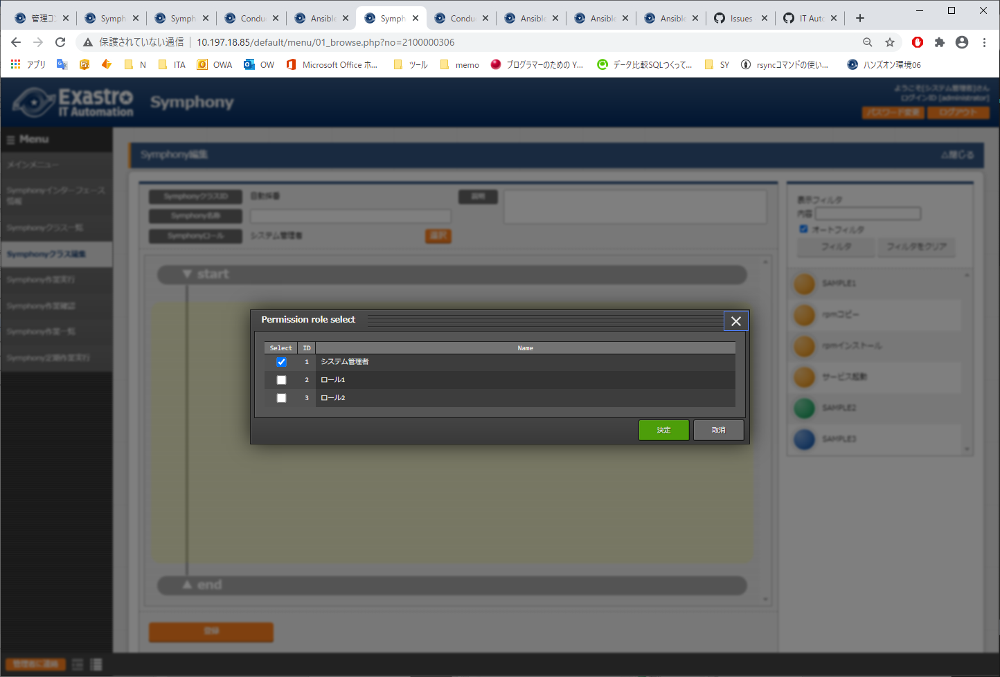 管理コン
Symph
Symph
Condu
Ansible
Symph
Condu
Ansible
Ansible
Ansible
Issues
IT Auto
保護されていない通信
10.197.18.85/default/menu/01_browse.php?no=2100000306
アプリ
N
ITA
OWA
OW
Microsoft Office ホ...
ツール
memo
プログラマーのための Y...
データ比較SQLつくって...
SY
rsyncコマンドの使い...
ハンズオン環境06
Exastro
IT Automation
Symphony
ようこそ[システム管理者]さん
ログインID [administrator]
パスワード変更
ログアウト
Menu
メインメニュー
Symphonyインターフェース
情報
Symphonyクラス一覧
Symphonyクラス編集
Symphony作業実行
Symphony作業確認
Symphony作業一覧
Symphony定期作業実行
Symphony編集
△閉じる
SymphonyクラスID
自動採番
説明
Symphony名称
Symphonyロール
システム管理者
選択
▼ start
▲ end
登録
表示フィルタ
内容
オートフィルタ
フィルタ
フィルタをクリア
SAMPLE1
rpmコピー
rpmインストール
サービス起動
SAMPLE2
SAMPLE3
Permission role select
Select ID Name
1 システム管理者
2 ロール1
3 ロール2
決定
取消
管理者に連絡